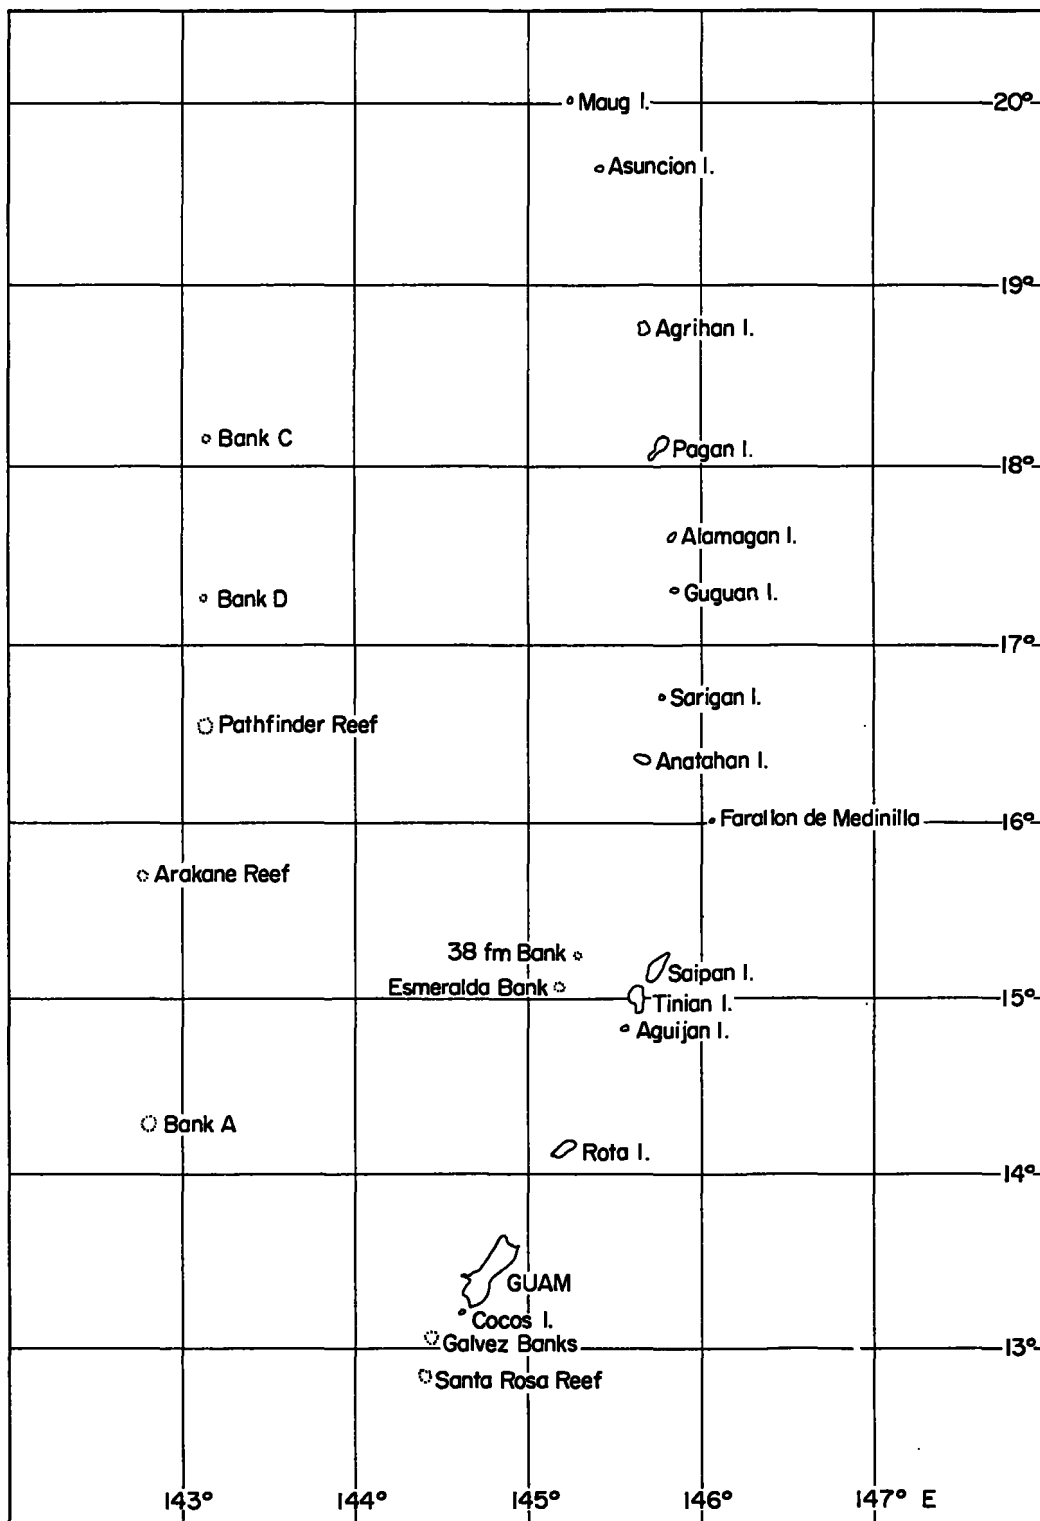 Maug I.
20°
Asuncion I.
19°
Agrihan I.
Bank C
Pagan I.
18°
Alamagan I.
Bank D
Guguan I.
17°
Sarigan I.
Pathfinder Reef
Anatahan I.
Farallon de Medinilla
16°
Arakane Reef
38 fm Bank
Saipan I.
Esmeralda Bank
Tinian I.
15°
Aguijan I.
Bank A
Rota I.
14°
GUAM
Cocos I.
Galvez Banks
13°
Santa Rosa Reef
143°
144°
145°
146°
147° E